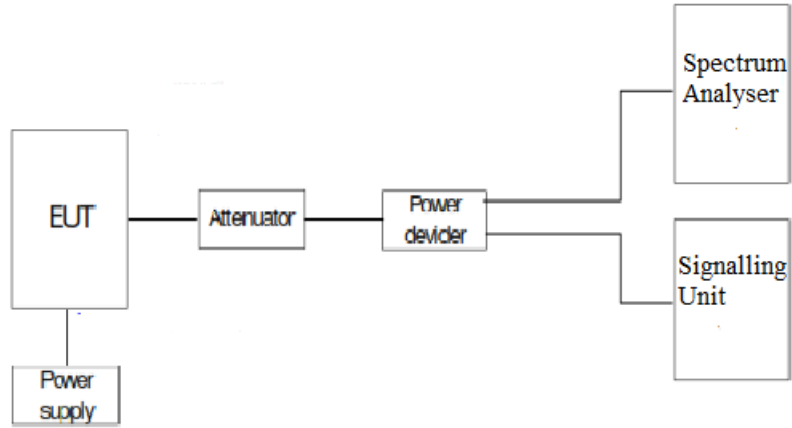 Spectrum
Analyser
EUT
Attenuator
Power
devider
Signalling
Unit
Power
supply